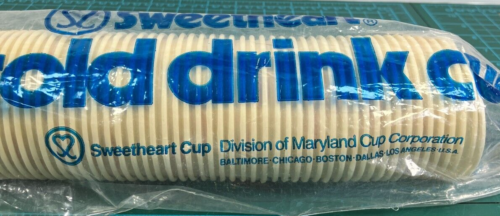 Sweetheart®
cold drink cu
Sweetheart Cup Division of Maryland Cup Corporation
BALTIMORE·CHICAGO·BOSTON·DALLAS·LOS ANGELES·U.S.A.